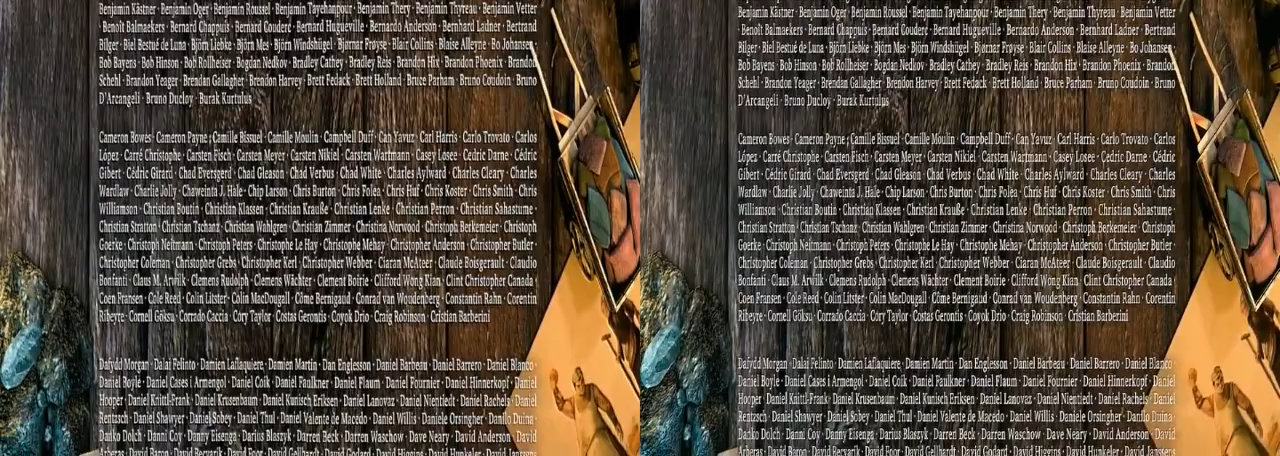 Benjamin Kästner · Benjamin Oger · Benjamin Roussel · Benjamin Tayehanpour · Benjamin Thery · Benjamin Thyreau · Benjamin Vetter
· Benoît Balmaekers · Bernard Chappuis · Bernard Couderc · Bernard Hugueville · Bernardo Anderson · Bernhard Ladner · Bertrand
Bilger · Biel Bestué de Luna · Björn Liebke · Björn Mes · Björn Windshügel · Bjørnar Frøyse · Blair Collins · Blaise Alleyne · Bo Johansen ·
Bob Bayens · Bob Hinson · Bob Rollheiser · Bogdan Nedkov · Bradley Cathey · Bradley Reis · Brandon Hix · Brandon Phoenix · Brandon
Schehl · Brandon Yeager · Brendan Gallagher · Brendon Harvey · Brett Fedack · Brett Holland · Bruce Parham · Bruno Coudoin · Bruno
D'Arcangeli · Bruno Ducloy · Burak Kurtulus
Cameron Bowes · Cameron Payne · Camille Bissuel · Camille Moulin · Campbell Duff · Can Yavuz · Carl Harris · Carlo Trovato · Carlos
López · Carré Christophe · Carsten Fisch · Carsten Meyer · Carsten Nikiel · Carsten Wartmann · Casey Losee · Cedric Darne · Cédric
Gibert · Cédric Girard · Chad Eversgerd · Chad Gleason · Chad Verbus · Chad White · Charles Aylward · Charles Cleary · Charles
Wardlaw · Charlie Jolly · Chaweinta J. Hale · Chip Larson · Chris Burton · Chris Folea · Chris Huf · Chris Koster · Chris Smith · Chris
Williamson · Christian Boutin · Christian Klassen · Christian Krauße · Christian Lenke · Christian Perron · Christian Sahastume ·
Christian Stratton · Christian Tschanz · Christian Wahlgren · Christian Zimmer · Christina Norwood · Christoph Berkemeier · Christoph
Goerke · Christoph Neitmann · Christoph Peters · Christophe Le Hay · Christophe Mehay · Christopher Anderson · Christopher Butler ·
Christopher Coleman · Christopher Grebs · Christopher Kerl · Christopher Webber · Ciaran McAteer · Claude Boisgerault · Claudio
Bonfanti · Claus M. Arwilk · Clemens Rudolph · Clemens Wächter · Clement Boirie · Clifford Wong Kian · Clint Christopher Canada ·
Coen Fransen · Cole Reed · Colin Litster · Colin MacDougall · Côme Bernigaud · Conrad van Woudenberg · Constantin Rahn · Corentin
Ribeyre · Cornell Göksu · Corrado Caccia · Cory Taylor · Costas Gerontis · Coyok Drio · Craig Robinson · Cristian Barberini
Dafydd Morgan · Dalai Felinto · Damien Laflaquiere · Damien Martin · Dan Englesson · Daniel Barbeau · Daniel Barrero · Daniel Blanco ·
Daniel Boyle · Daniel Cases i Armengol · Daniel Coik · Daniel Faulkner · Daniel Flaum · Daniel Fournier · Daniel Hinnerkopf · Daniel
Hooper · Daniel Knittl-Frank · Daniel Krusenbaum · Daniel Kunisch Eriksen · Daniel Lanovaz · Daniel Nientiedt · Daniel Rachels · Daniel
Rentzsch · Daniel Shawyer · Daniel Sobey · Daniel Thul · Daniel Valente de Macedo · Daniel Willis · Daniele Orsingher · Danilo Duina ·
Danko Dolch · Danni Coy · Danny Eisenga · Darius Blaszyk · Darren Beck · Darren Waschow · Dave Neary · David Anderson · David